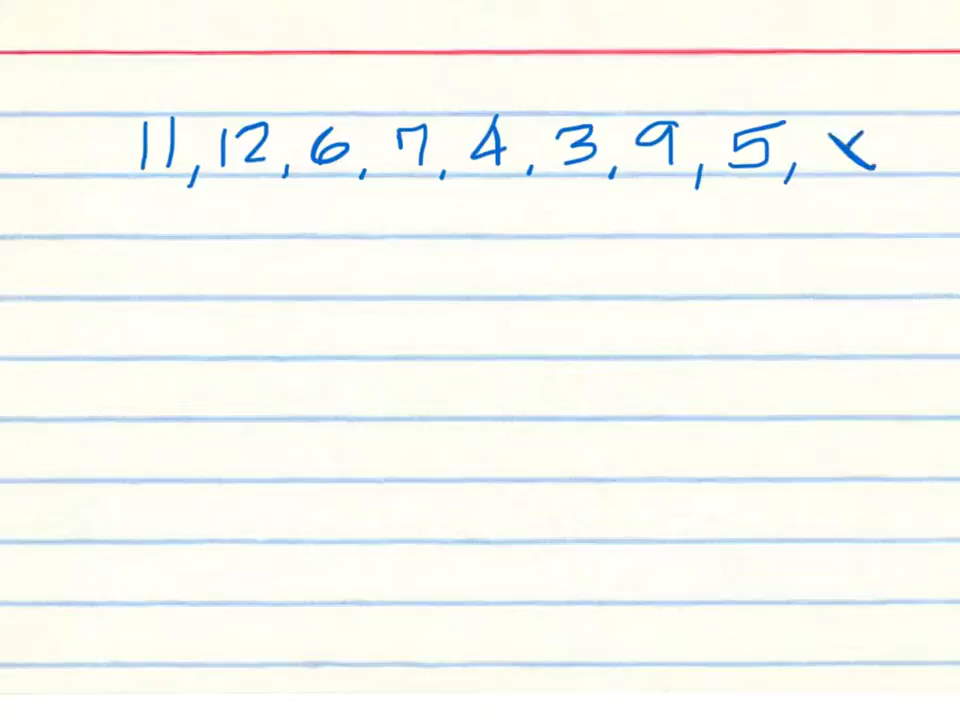 11, 12, 6, 7, 4, 3, 9, 5, x